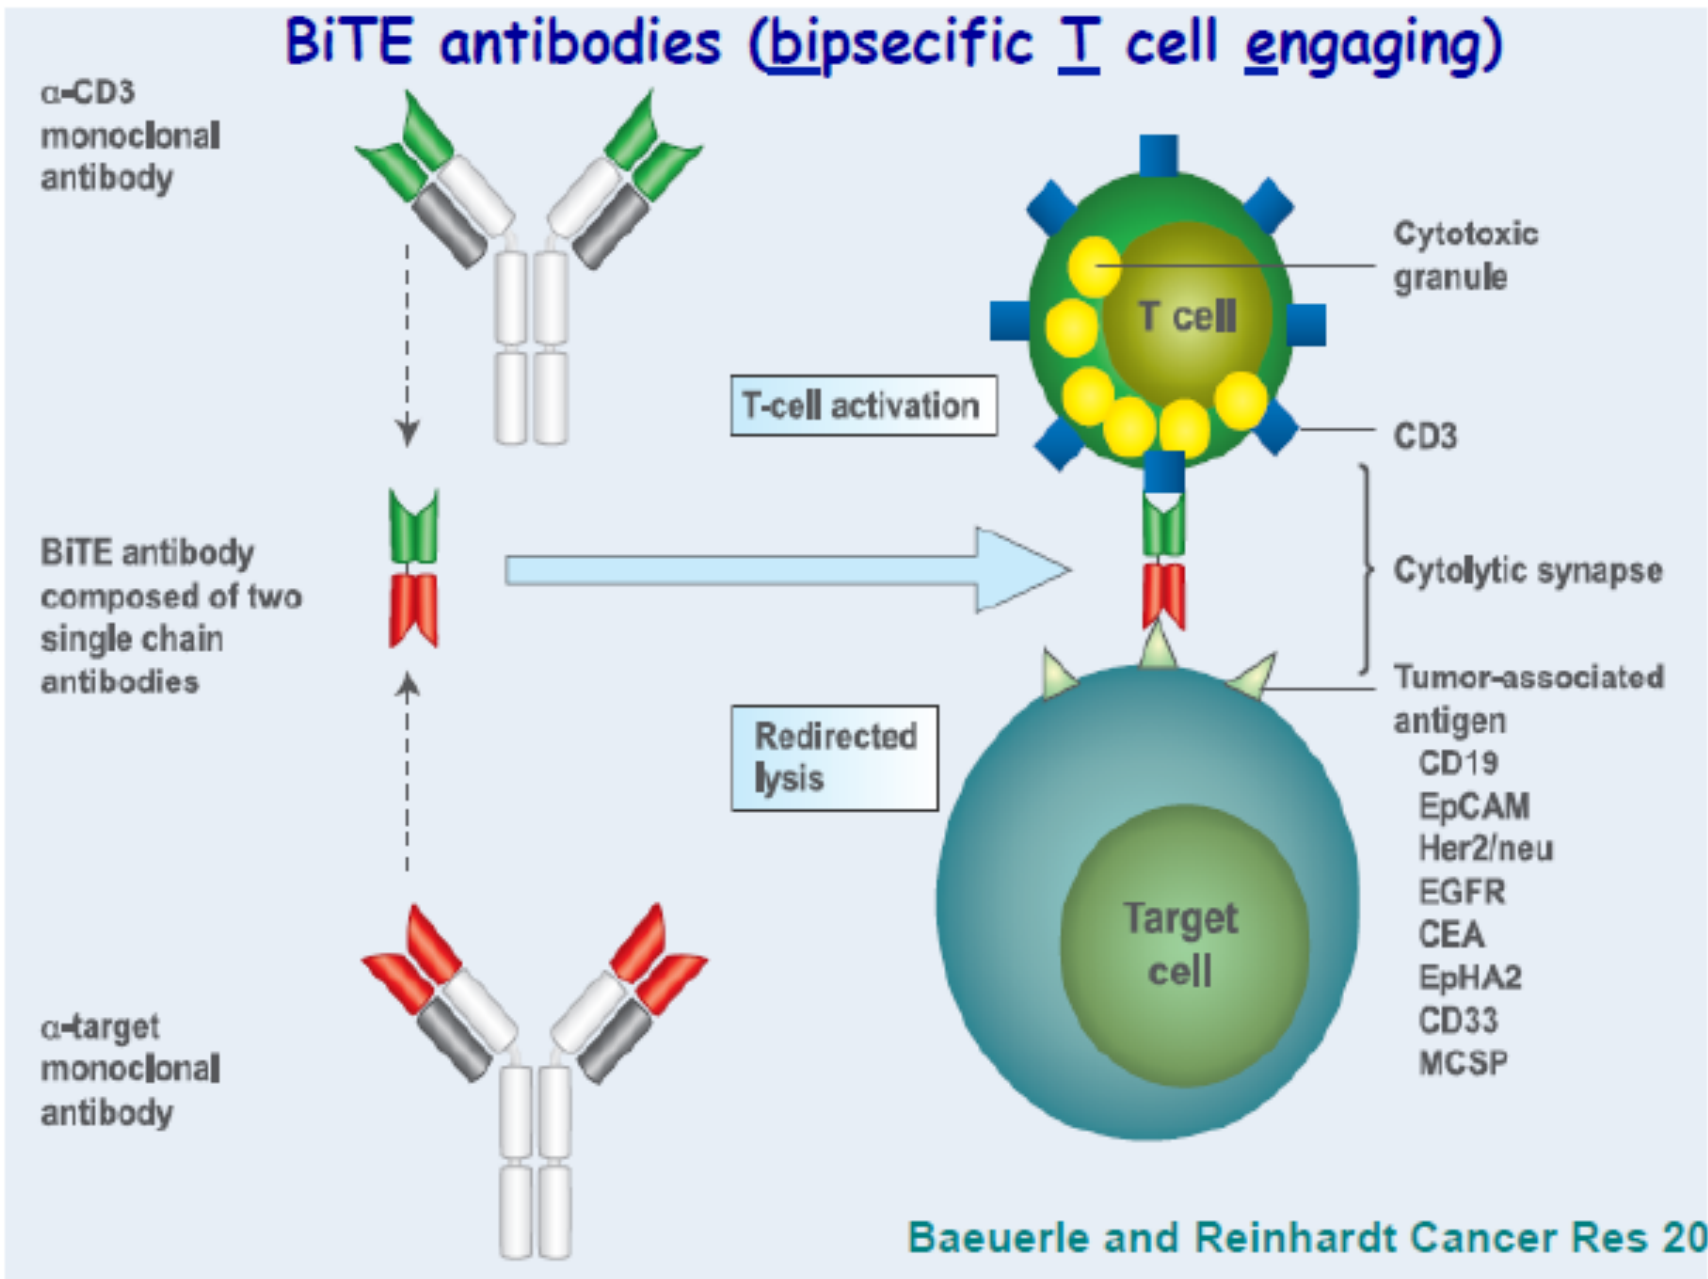 BiTE antibodies (bipsecific T cell engaging)
α-CD3
monoclonal
antibody
BiTE antibody
composed of two
single chain
antibodies
α-target
monoclonal
antibody
T-cell activation
Redirected
lysis
T cell
Target
cell
Cytotoxic
granule
CD3
Cytolytic synapse
Tumor-associated
antigen
CD19
EpCAM
Her2/neu
EGFR
CEA
EpHA2
CD33
MCSP
Baeuerle and Reinhardt Cancer Res 20